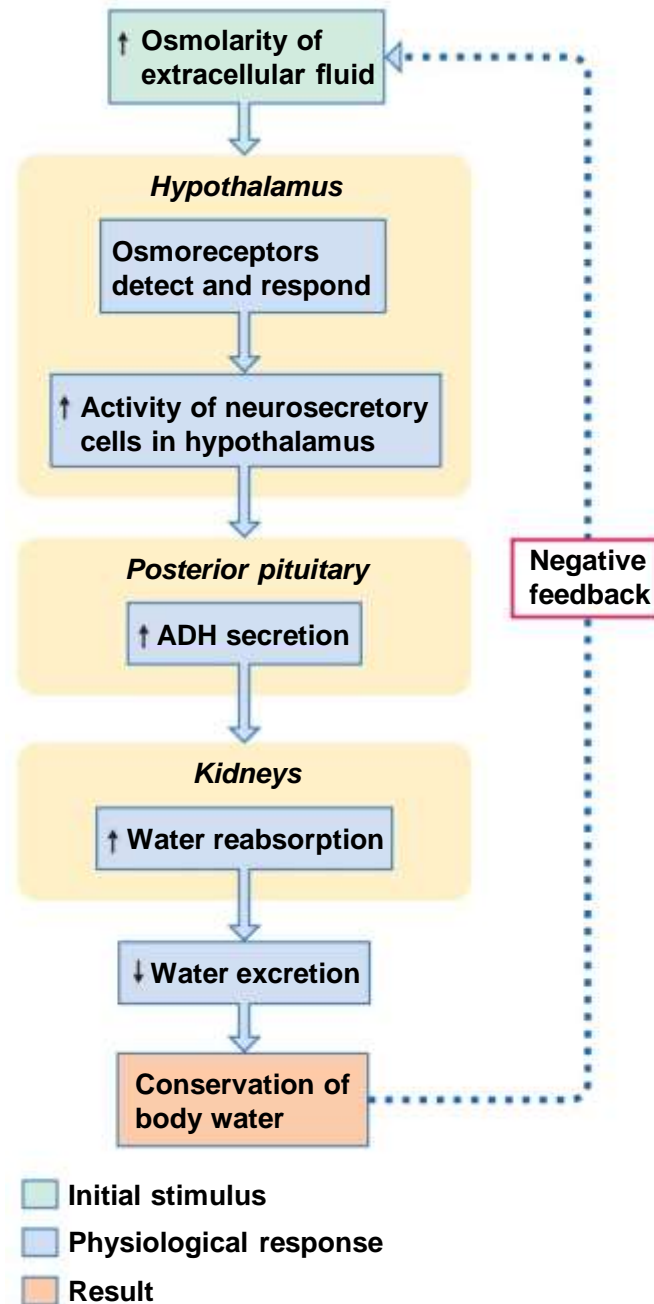 ↑ Osmolarity of
extracellular fluid
Hypothalamus
Osmoreceptors
detect and respond
↑ Activity of neurosecretory
cells in hypothalamus
Posterior pituitary
↑ ADH secretion
Kidneys
↑ Water reabsorption
↓ Water excretion
Conservation of
body water
Negative
feedback
Initial stimulus
Physiological response
Result